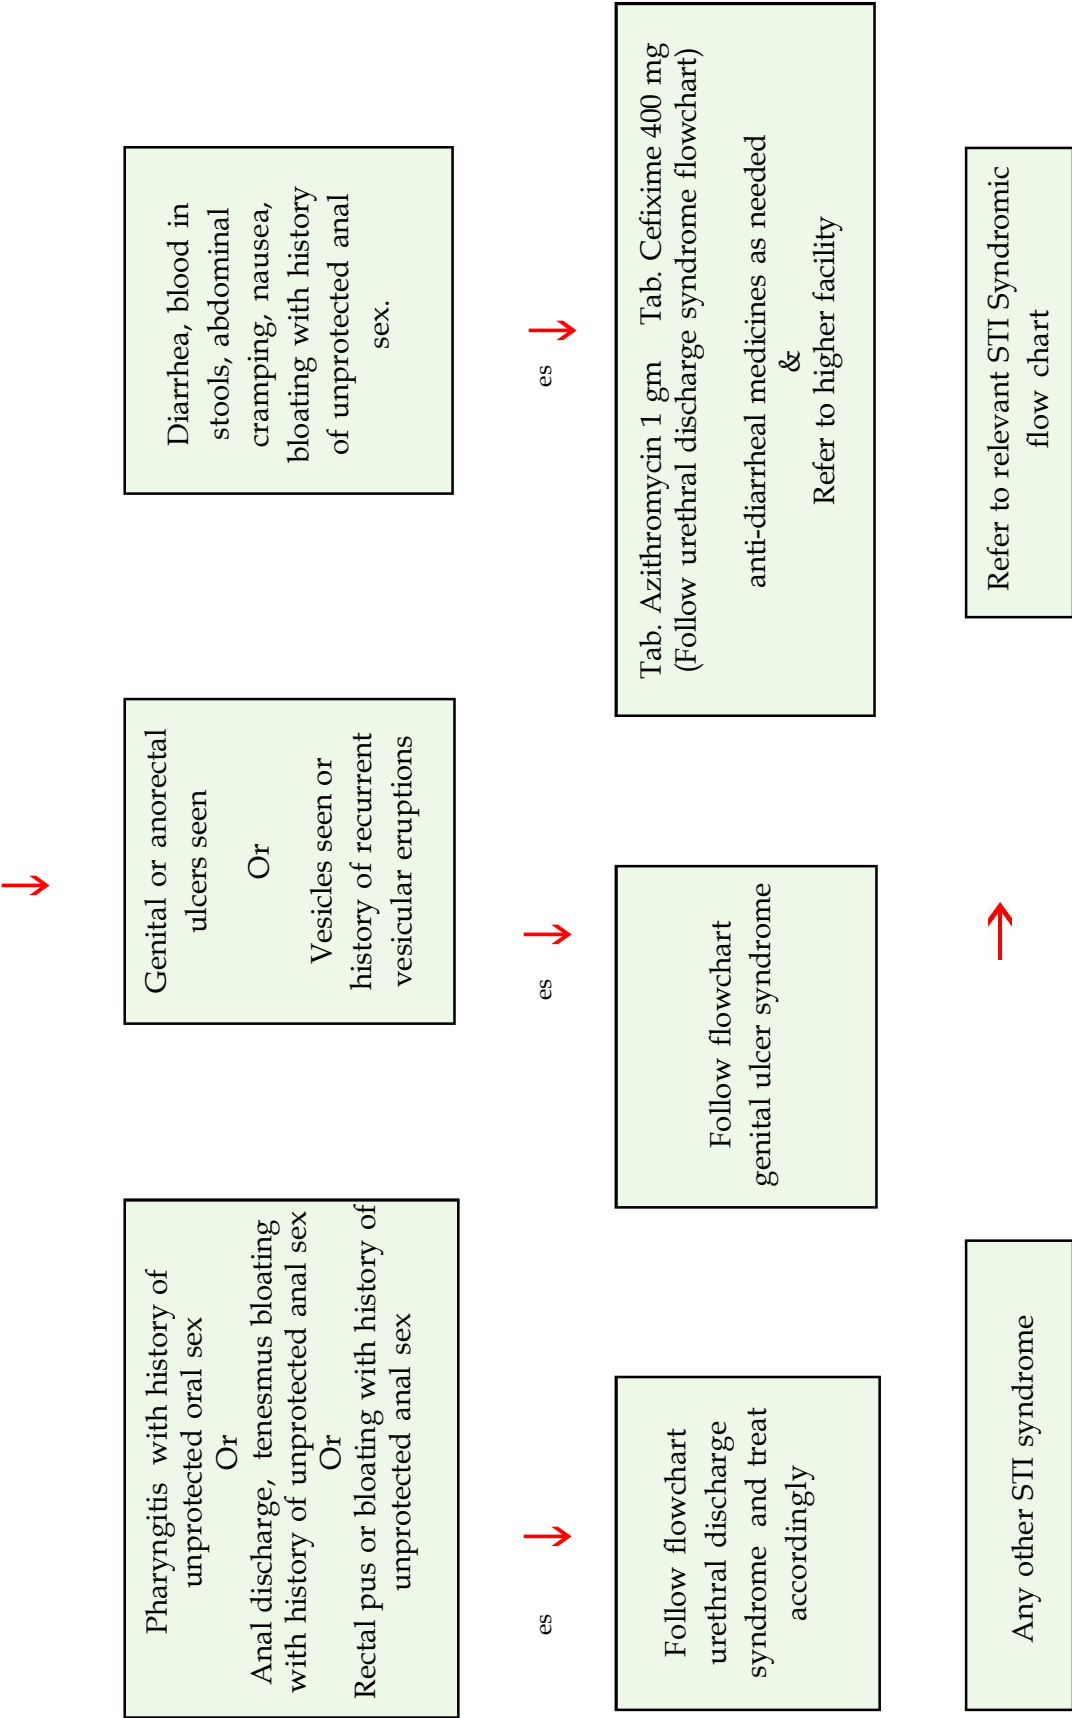 Pharyngitis with history of
unprotected oral sex
Or
Anal discharge, tenesmus bloating
with history of unprotected anal sex
Or
Rectal pus or bloating with history of
unprotected anal sex
Genital or anorectal
ulcers seen
Or
Vesicles seen or
history of recurrent
vesicular eruptions
Diarrhea, blood in
stools, abdominal
cramping, nausea,
bloating with history
of unprotected anal
sex.
es
es
es
Follow flowchart
urethral discharge
syndrome and treat
accordingly
Follow flowchart
genital ulcer syndrome
Tab. Azithromycin 1 gm Tab. Cefixime 400 mg
(Follow urethral discharge syndrome flowchart)
anti-diarrheal medicines as needed
&
Refer to higher facility
Any other STI syndrome
Refer to relevant STI Syndromic
flow chart